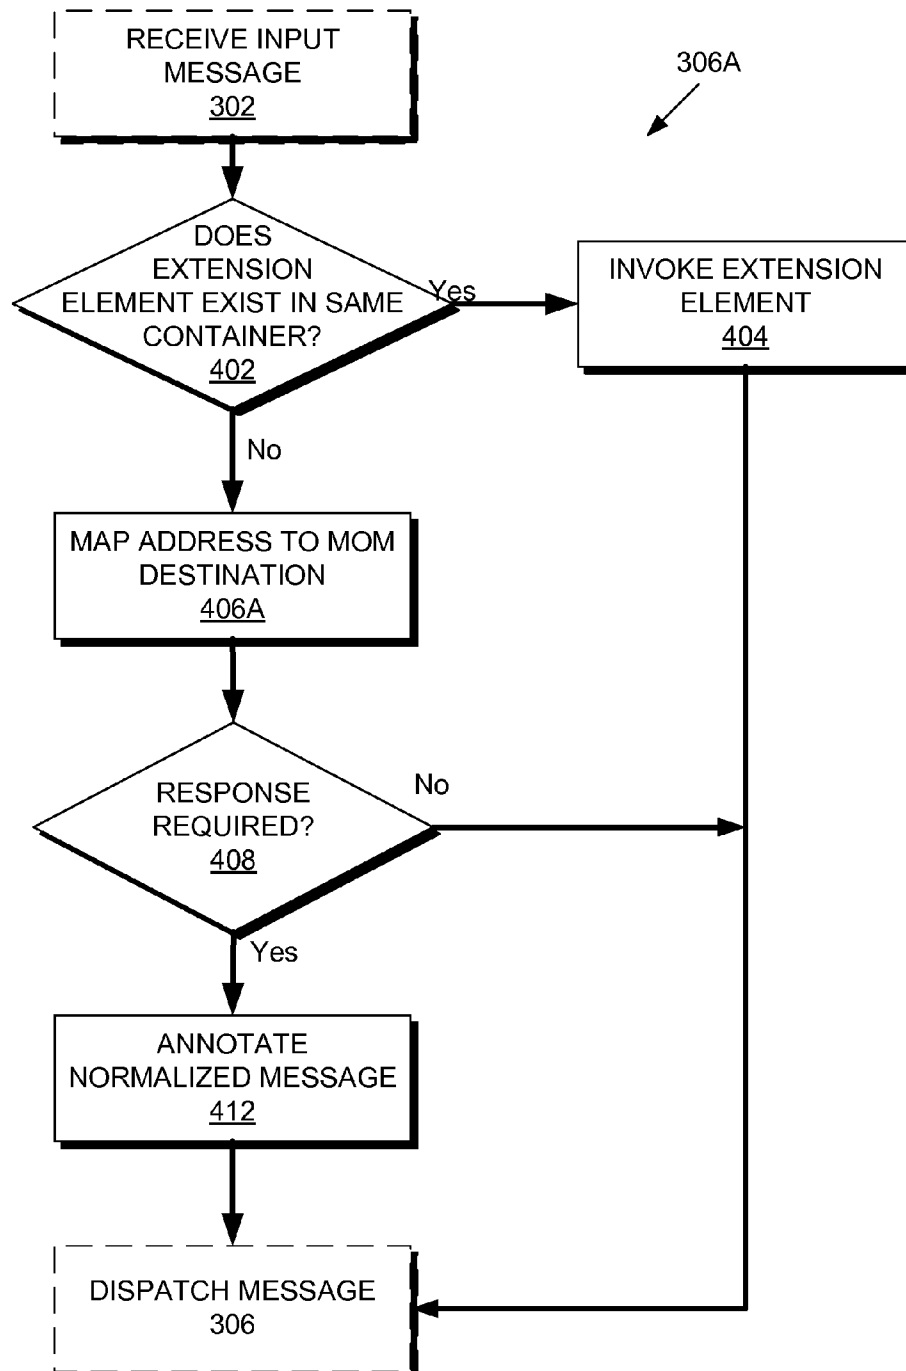 RECEIVE INPUT
MESSAGE
302
306A
DOES
EXTENSION
ELEMENT EXIST IN SAME
CONTAINER?
402
Yes
INVOKE EXTENSION
ELEMENT
404
No
MAP ADDRESS TO MOM
DESTINATION
406A
RESPONSE
REQUIRED?
408
No
Yes
ANNOTATE
NORMALIZED MESSAGE
412
DISPATCH MESSAGE
306